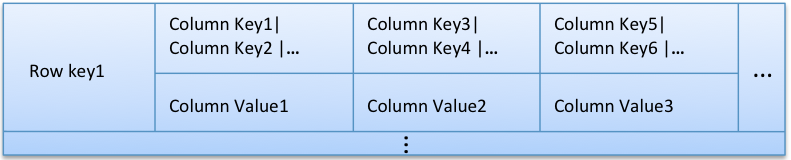 Row key1
Column Key1|
Column Key2 |...
Column Key3|
Column Key4 |...
Column Key5|
Column Key6 |...
...
Column Value1
Column Value2
Column Value3
⋮